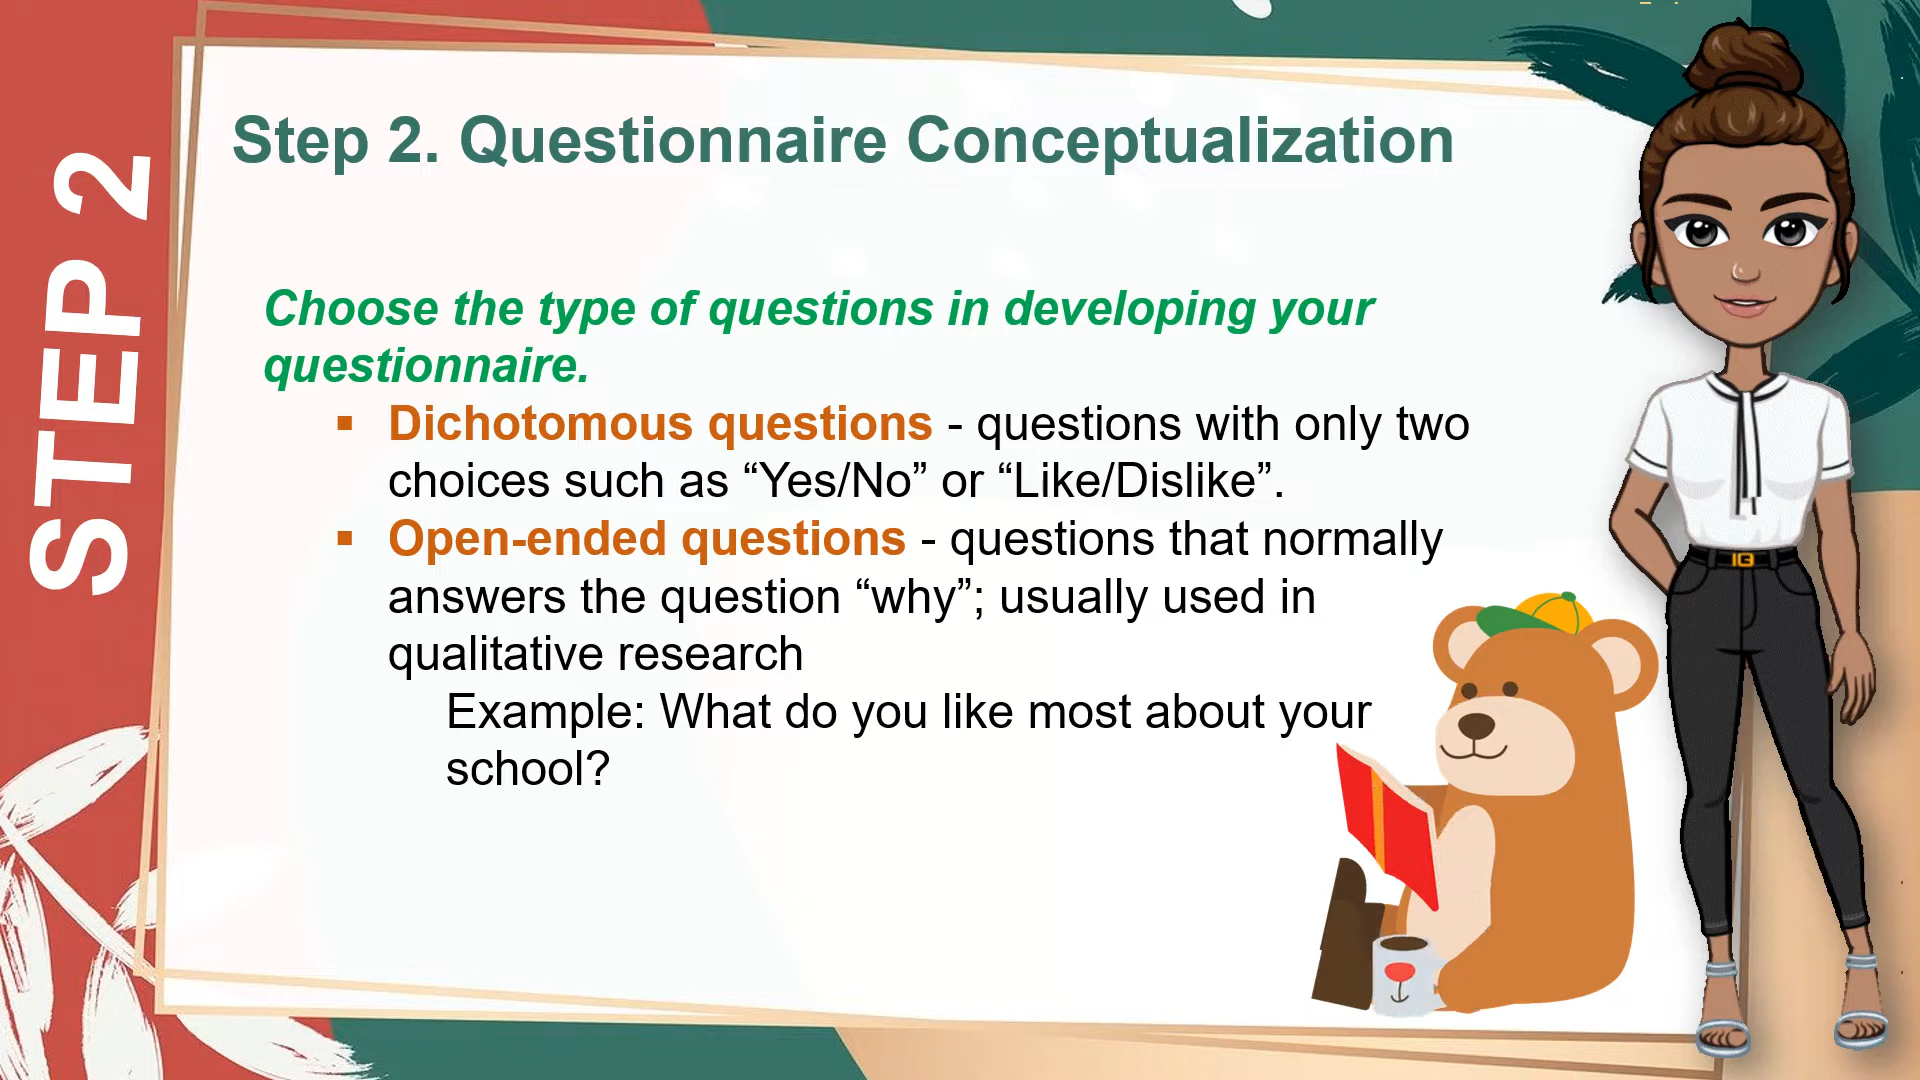 STEP 2
Step 2. Questionnaire Conceptualization
Choose the type of questions in developing your
questionnaire.
▪ Dichotomous questions - questions with only two
choices such as “Yes/No” or “Like/Dislike”.
▪ Open-ended questions - questions that normally
answers the question “why”; usually used in
qualitative research
Example: What do you like most about your
school?